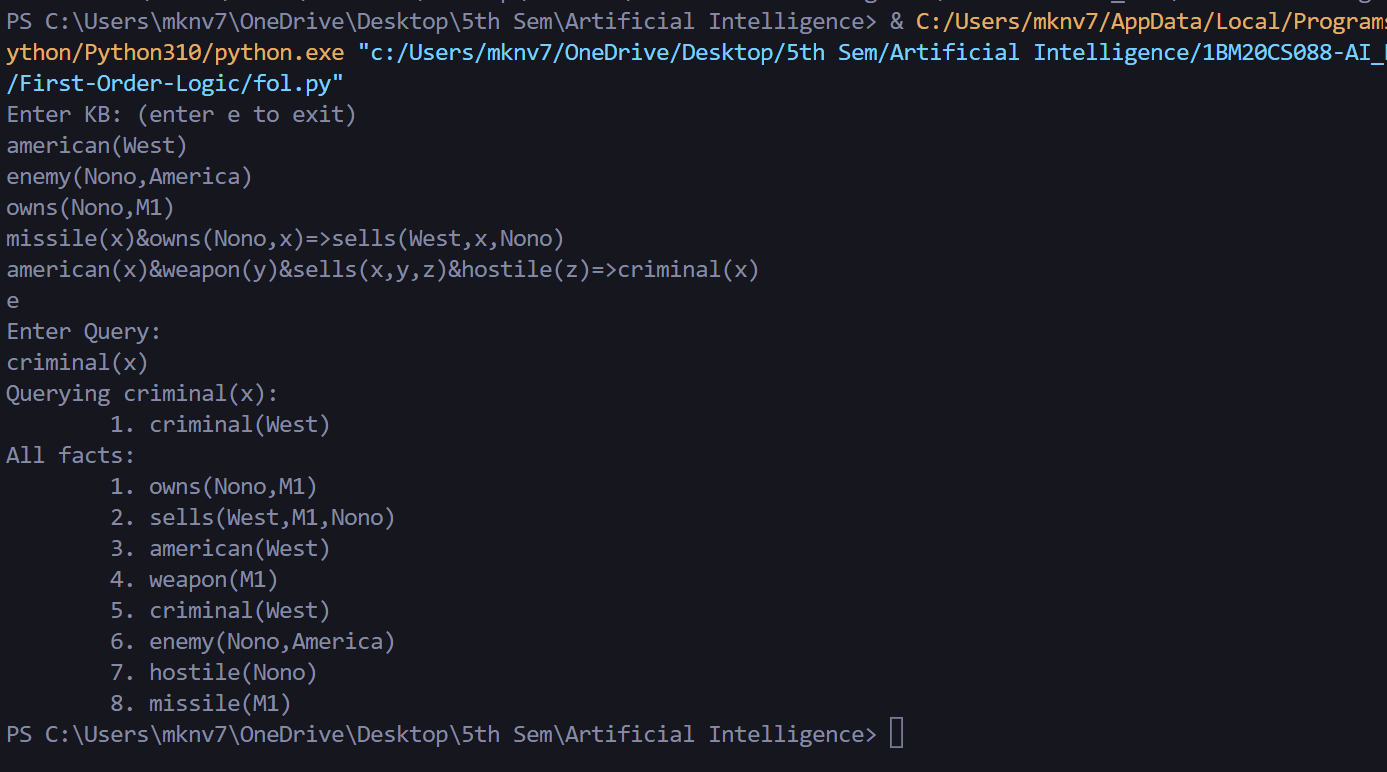 PS C:\Users\mknv7\OneDrive\Desktop\5th Sem\Artificial Intelligence> & C:/Users/mknv7/AppData/Local/Programs
ython/Python310/python.exe "c:/Users/mknv7/OneDrive/Desktop/5th Sem/Artificial Intelligence/1BM20CS088-AI_
/First-Order-Logic/fol.py"
Enter KB: (enter e to exit)
american(West)
enemy(Nono,America)
owns(Nono,M1)
missile(x)&owns(Nono,x)=>sells(West,x,Nono)
american(x)&weapon(y)&sells(x,y,z)&hostile(z)=>criminal(x)
e
Enter Query:
criminal(x)
Querying criminal(x):
1. criminal(West)
All facts:
1. owns(Nono,M1)
2. sells(West,M1,Nono)
3. american(West)
4. weapon(M1)
5. criminal(West)
6. enemy(Nono,America)
7. hostile(Nono)
8. missile(M1)
PS C:\Users\mknv7\OneDrive\Desktop\5th Sem\Artificial Intelligence>